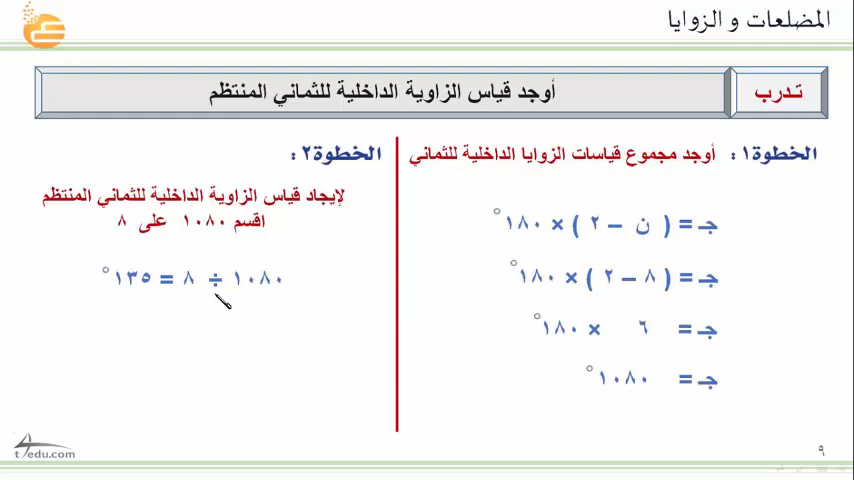 المضلعات و الزوايا
تـدرب
أوجد قياس الزاوية الداخلية للثماني المنتظم
الخطوة١: أوجد مجموع قياسات الزوايا الداخلية للثماني
جـ = ( ن − ٢ ) × ١٨٠°
جـ = ( ٨ − ٢ ) × ١٨٠°
جـ = ٦ × ١٨٠°
جـ = ١٠٨٠°
الخطوة٢:
لإيجاد قياس الزاوية الداخلية للثماني المنتظم
اقسم ١٠٨٠ على ٨
١٠٨٠ ÷ ٨ = ١٣٥°
t4edu.com
٩